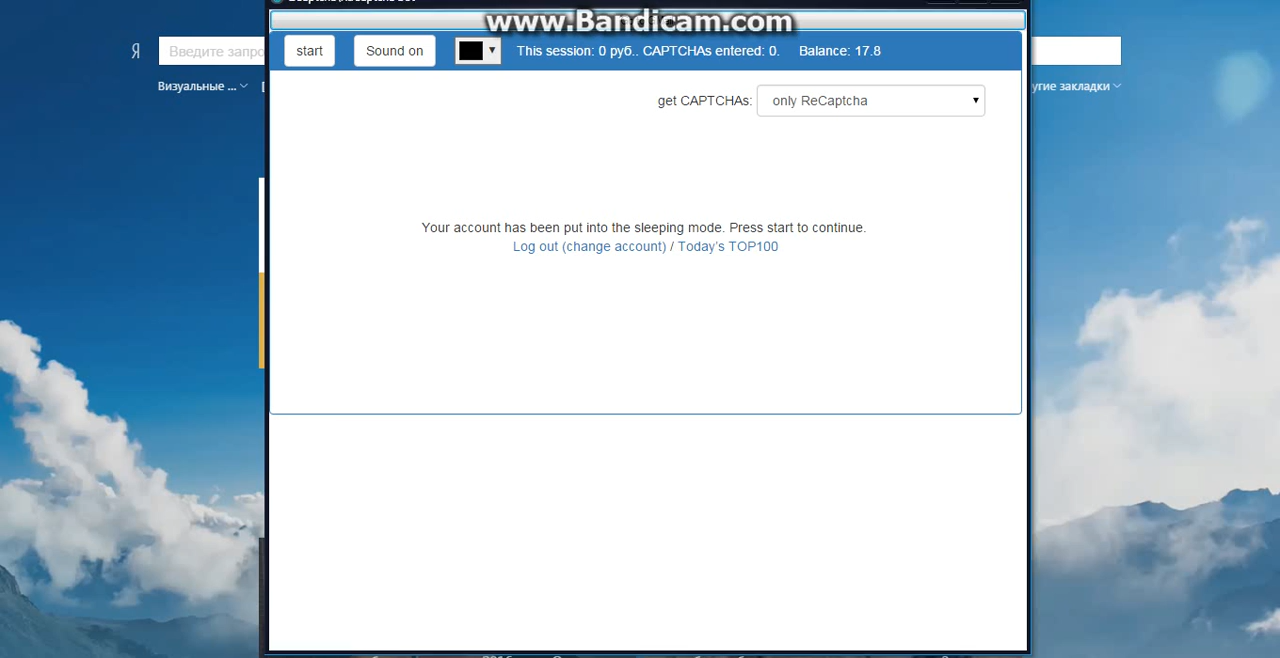 www.Bandicam.com
start
Sound on
This session: 0 руб.. CAPTCHAs entered: 0.
Balance: 17.8
Я
Введите запро
Визуальные ...
угие закладки
get CAPTCHAs:
only ReCaptcha
Your account has been put into the sleeping mode. Press start to continue.
Log out (change account) / Today's TOP100